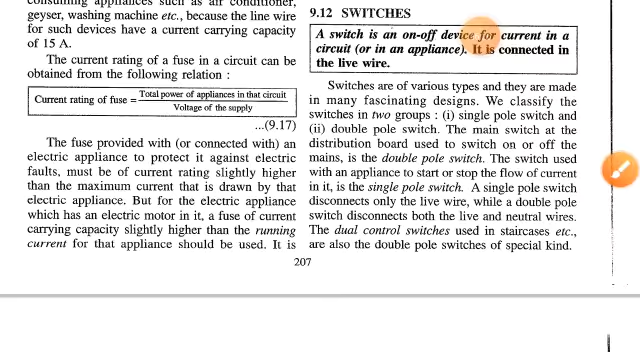 consuming appliances such as air conditioner,
geyser, washing machine etc., because the line wire
for such devices have a current carrying capacity
of 15 A.
The current rating of a fuse in a circuit can be
obtained from the following relation :
Current rating of fuse = Total power of appliances in that circuit
Voltage of the supply
...(9.17)
The fuse provided with (or connected with) an
electric appliance to protect it against electric
faults, must be of current rating slightly higher
than the maximum current that is drawn by that
electric appliance. But for the electric appliance
which has an electric motor in it, a fuse of current
carrying capacity slightly higher than the running
current for that appliance should be used. It is
9.12 SWITCHES
A switch is an on-off device for current in a
circuit (or in an appliance). It is connected in
the live wire.
Switches are of various types and they are made
in many fascinating designs. We classify the
switches in two groups : (i) single pole switch and
(ii) double pole switch. The main switch at the
distribution board used to switch on or off the
mains, is the double pole switch. The switch used
with an appliance to start or stop the flow of current
in it, is the single pole switch. A single pole switch
disconnects only the live wire, while a double pole
switch disconnects both the live and neutral wires.
The dual control switches used in staircases etc.,
are also the double pole switches of special kind.
207